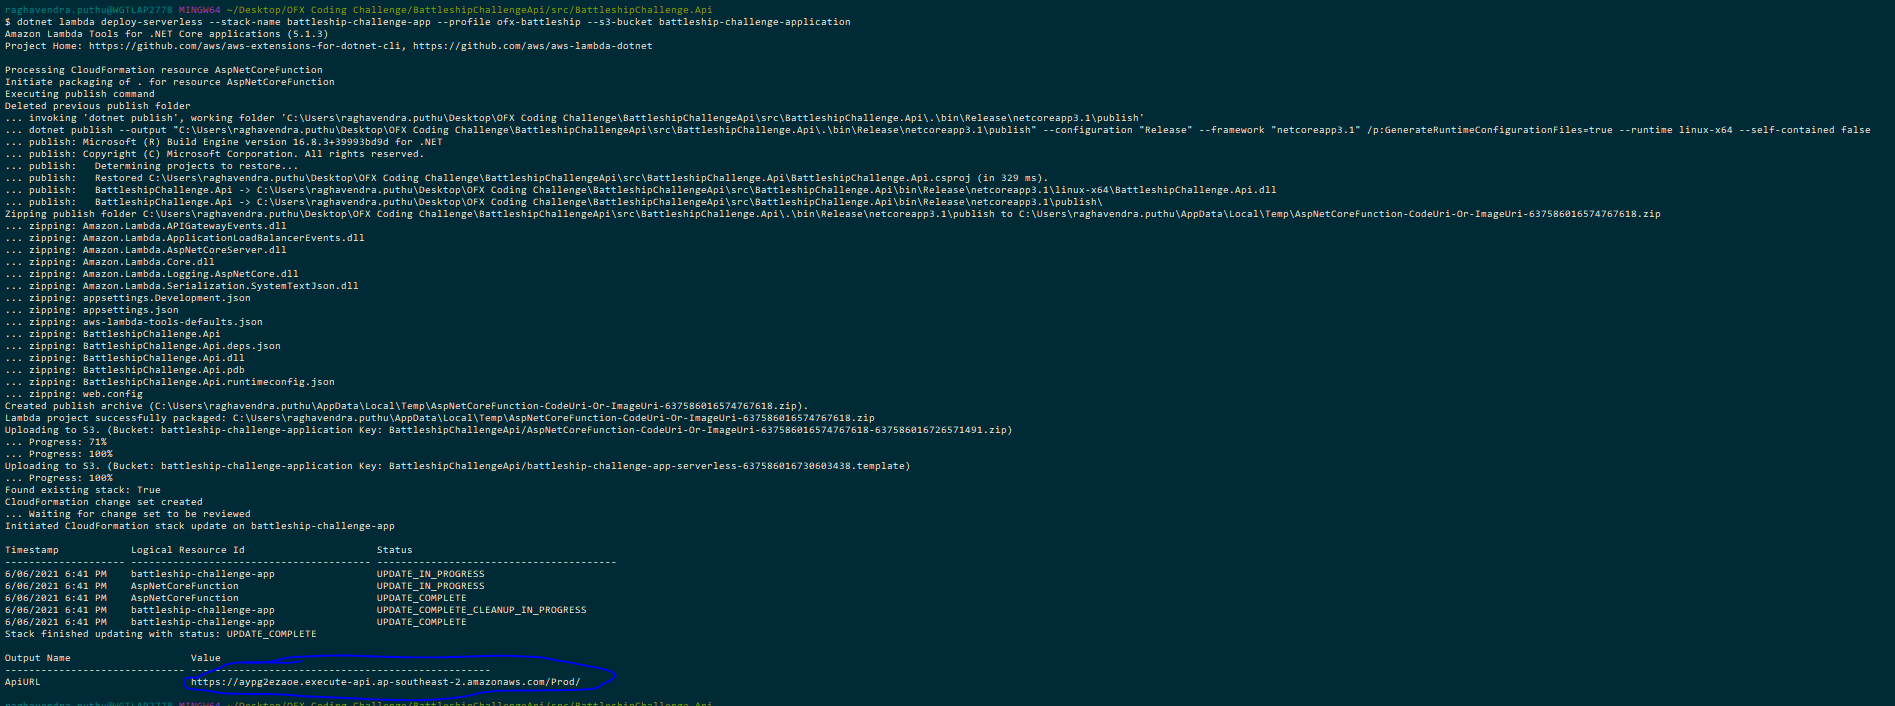 raghavendra.puthu@WGTLAP2778 MINGW64 ~/Desktop/OFX Coding Challenge/BattleshipChallengeApi/src/BattleshipChallenge.Api
$ dotnet lambda deploy-serverless --stack-name battleship-challenge-app --profile ofx-battleship --s3-bucket battleship-challenge-application
Amazon Lambda Tools for .NET Core applications (5.1.3)
Project Home: https://github.com/aws/aws-extensions-for-dotnet-cli, https://github.com/aws/aws-lambda-dotnet
Processing CloudFormation resource AspNetCoreFunction
Initiate packaging of . for resource AspNetCoreFunction
Executing publish command
Deleted previous publish folder
... invoking 'dotnet publish', working folder 'C:\Users\raghavendra.puthu\Desktop\OFX Coding Challenge\BattleshipChallengeApi\src\BattleshipChallenge.Api\.\bin\Release\netcoreapp3.1\publish'
... dotnet publish --output "C:\Users\raghavendra.puthu\Desktop\OFX Coding Challenge\BattleshipChallengeApi\src\BattleshipChallenge.Api\.\bin\Release\netcoreapp3.1\publish" --configuration "Release" --framework "netcoreapp3.1" /p:GenerateRuntimeConfigurationFiles=true --runtime linux-x64 --self-contained false
... publish: Microsoft (R) Build Engine version 16.8.3+39993bd9d for .NET
... publish: Copyright (C) Microsoft Corporation. All rights reserved.
... publish:   Determining projects to restore...
... publish:   Restored C:\Users\raghavendra.puthu\Desktop\OFX Coding Challenge\BattleshipChallengeApi\src\BattleshipChallenge.Api\BattleshipChallenge.Api.csproj (in 329 ms).
... publish:   BattleshipChallenge.Api -> C:\Users\raghavendra.puthu\Desktop\OFX Coding Challenge\BattleshipChallengeApi\src\BattleshipChallenge.Api\bin\Release\netcoreapp3.1\linux-x64\BattleshipChallenge.Api.dll
... publish:   BattleshipChallenge.Api -> C:\Users\raghavendra.puthu\Desktop\OFX Coding Challenge\BattleshipChallengeApi\src\BattleshipChallenge.Api\bin\Release\netcoreapp3.1\publish\
Zipping publish folder C:\Users\raghavendra.puthu\Desktop\OFX Coding Challenge\BattleshipChallengeApi\src\BattleshipChallenge.Api\.\bin\Release\netcoreapp3.1\publish to C:\Users\raghavendra.puthu\AppData\Local\Temp\AspNetCoreFunction-CodeUri-Or-ImageUri-637586016574767618.zip
... zipping: Amazon.Lambda.APIGatewayEvents.dll
... zipping: Amazon.Lambda.ApplicationLoadBalancerEvents.dll
... zipping: Amazon.Lambda.AspNetCoreServer.dll
... zipping: Amazon.Lambda.Core.dll
... zipping: Amazon.Lambda.Logging.AspNetCore.dll
... zipping: Amazon.Lambda.Serialization.SystemTextJson.dll
... zipping: appsettings.Development.json
... zipping: appsettings.json
... zipping: aws-lambda-tools-defaults.json
... zipping: BattleshipChallenge.Api
... zipping: BattleshipChallenge.Api.deps.json
... zipping: BattleshipChallenge.Api.dll
... zipping: BattleshipChallenge.Api.pdb
... zipping: BattleshipChallenge.Api.runtimeconfig.json
... zipping: web.config
Created publish archive (C:\Users\raghavendra.puthu\AppData\Local\Temp\AspNetCoreFunction-CodeUri-Or-ImageUri-637586016574767618.zip).
Lambda project successfully packaged: C:\Users\raghavendra.puthu\AppData\Local\Temp\AspNetCoreFunction-CodeUri-Or-ImageUri-637586016574767618.zip
Uploading to S3. (Bucket: battleship-challenge-application Key: BattleshipChallengeApi/AspNetCoreFunction-CodeUri-Or-ImageUri-637586016574767618-637586016726571491.zip)
... Progress: 71%
... Progress: 100%
Uploading to S3. (Bucket: battleship-challenge-application Key: BattleshipChallengeApi/battleship-challenge-app-serverless-637586016730603438.template)
... Progress: 100%
Found existing stack: True
CloudFormation change set created
... Waiting for change set to be reviewed
Initiated CloudFormation stack update on battleship-challenge-app
Timestamp            Logical Resource Id                      Status
-------------------- ---------------------------------------- ----------------------------------------
6/06/2021 6:41 PM    battleship-challenge-app                 UPDATE_IN_PROGRESS
6/06/2021 6:41 PM    AspNetCoreFunction                       UPDATE_IN_PROGRESS
6/06/2021 6:41 PM    AspNetCoreFunction                       UPDATE_COMPLETE
6/06/2021 6:41 PM    battleship-challenge-app                 UPDATE_COMPLETE_CLEANUP_IN_PROGRESS
6/06/2021 6:41 PM    battleship-challenge-app                 UPDATE_COMPLETE
Stack finished updating with status: UPDATE_COMPLETE
Output Name                    Value
------------------------------ --------------------------------------------------
ApiURL                         https://aypg2ezaoe.execute-api.ap-southeast-2.amazonaws.com/Prod/
raghavendra.puthu@WGTLAP2778 MINGW64 ~/Desktop/OFX Coding Challenge/BattleshipChallengeApi/src/BattleshipChallenge.Api